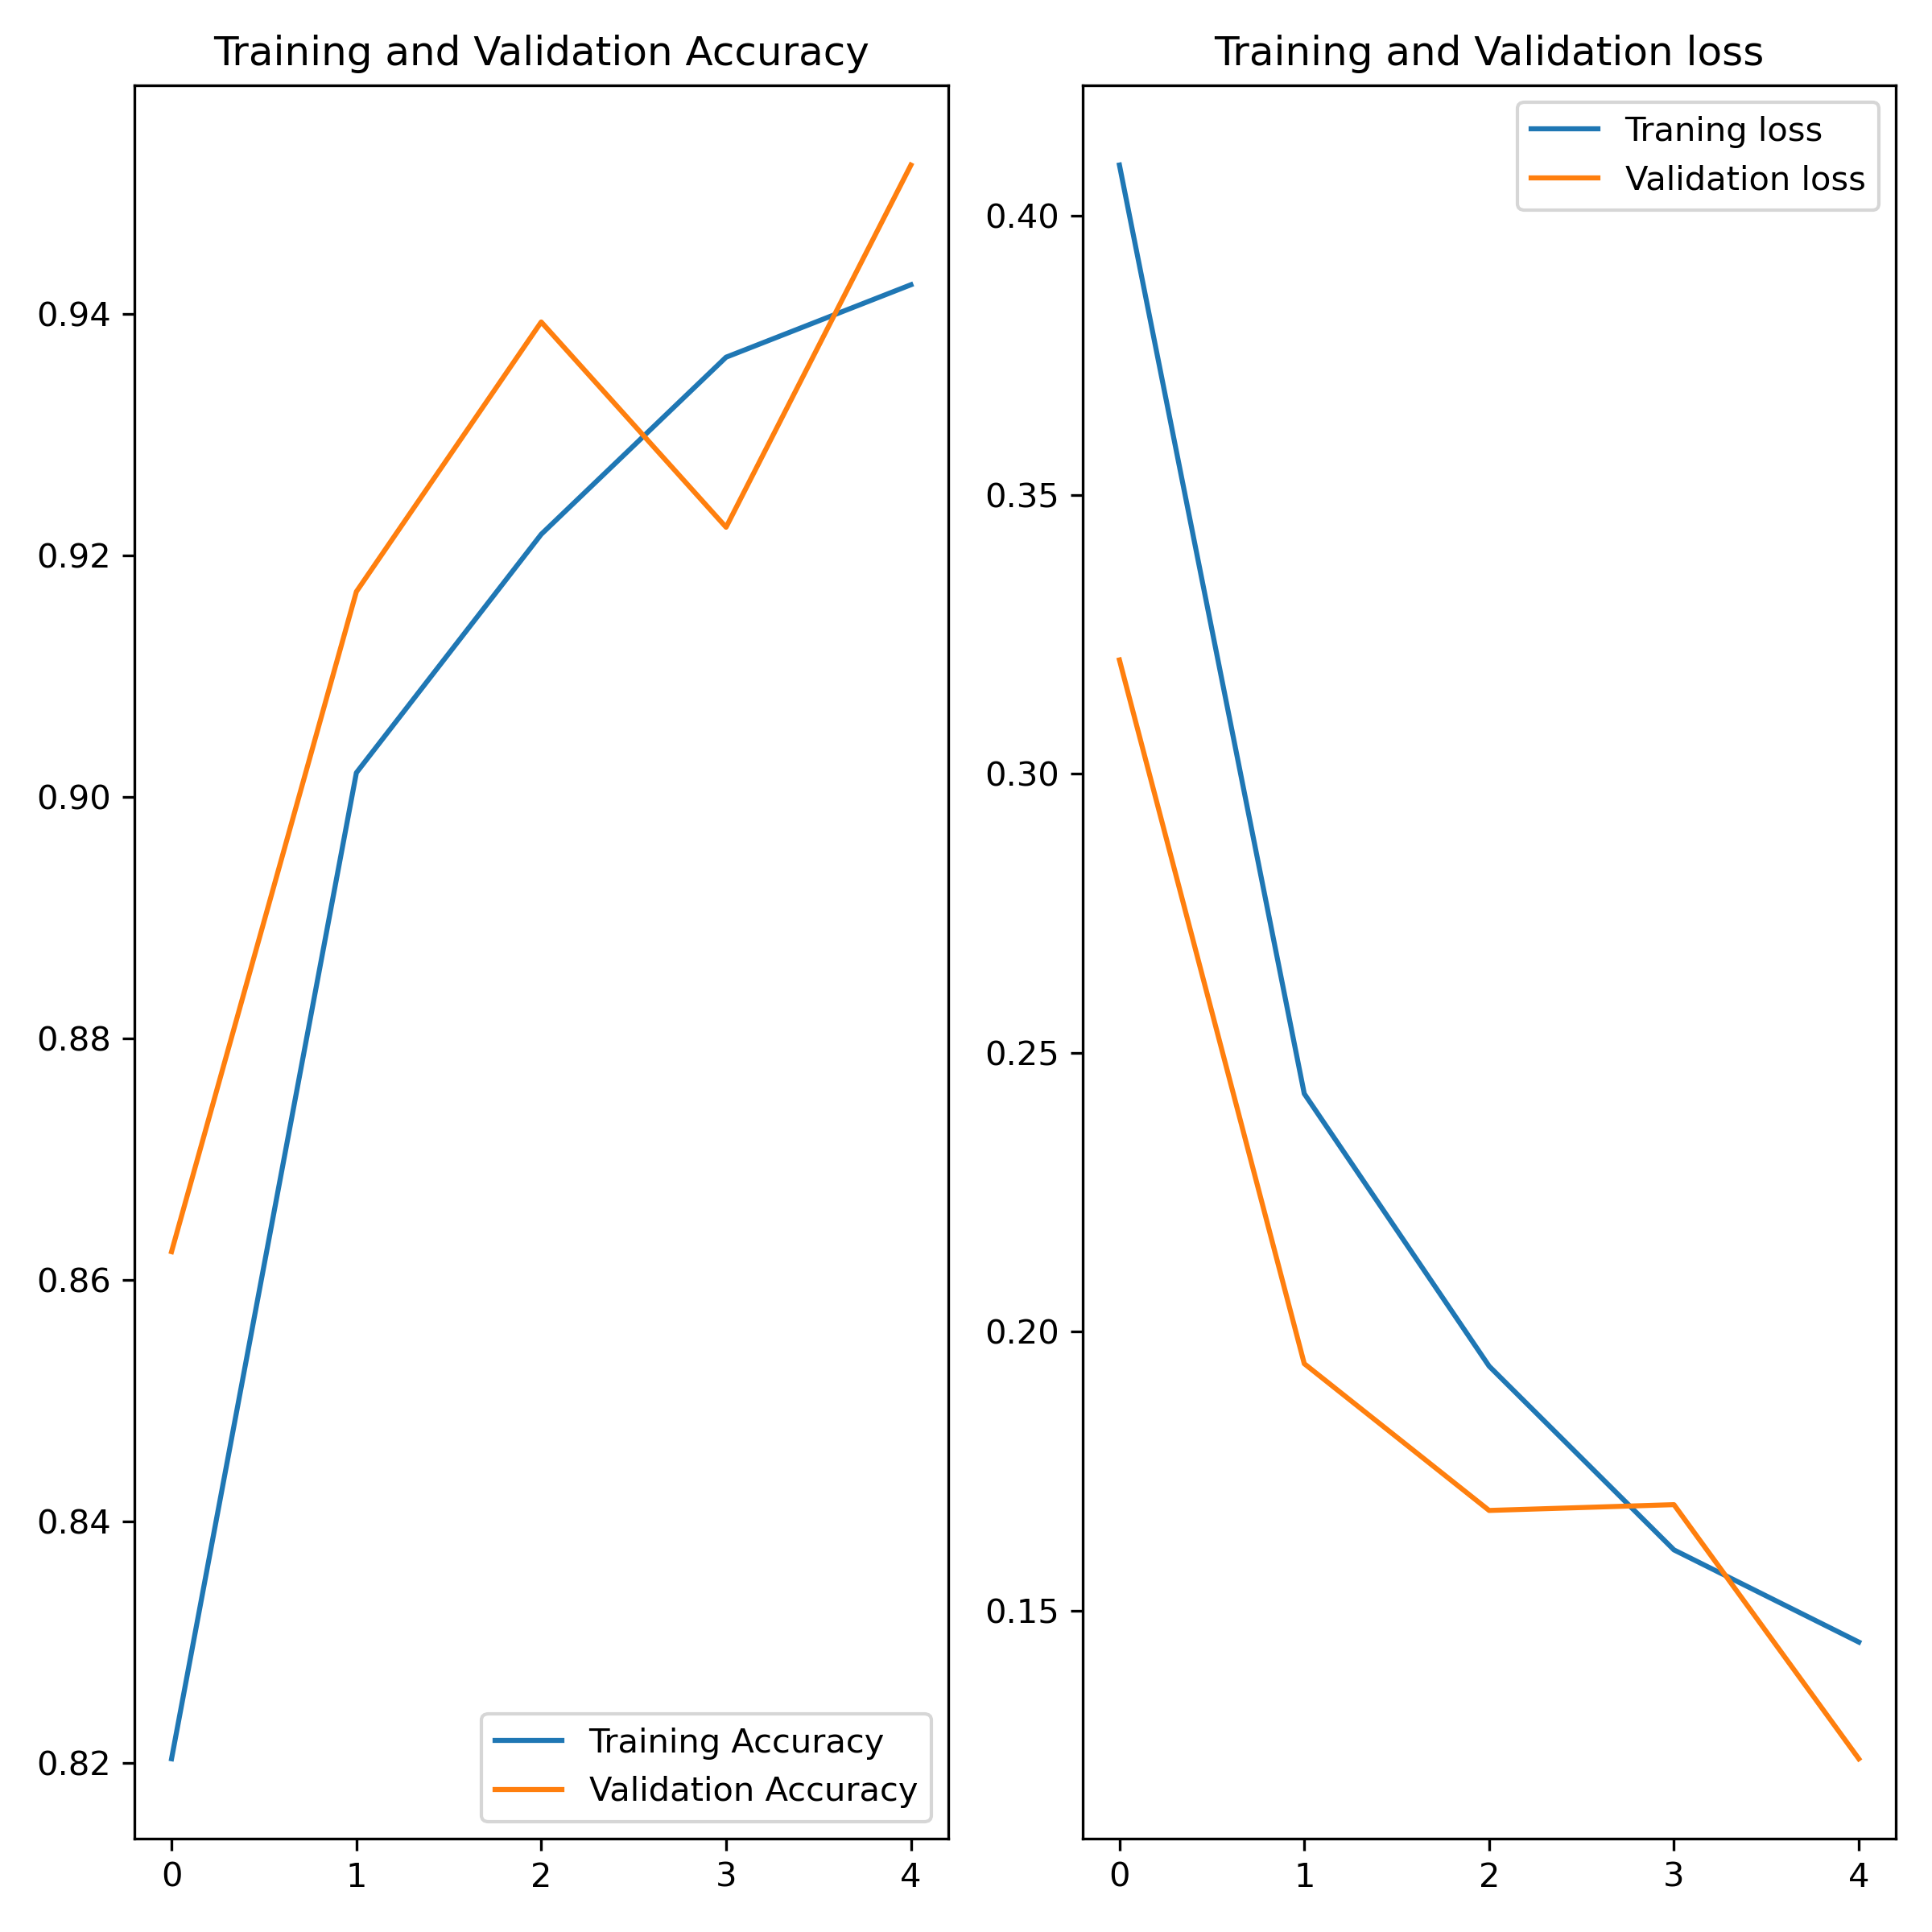 Training and Validation Accuracy
0.94
0.92
0.90
0.88
0.86
0.84
0.82
0 1 2 3 4
Training Accuracy
Validation Accuracy
Training and Validation loss
0.40
0.35
0.30
0.25
0.20
0.15
0 1 2 3 4
Traning loss
Validation loss